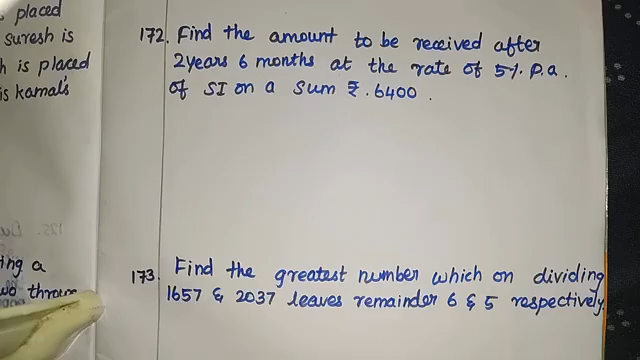 placed
Suresh is
is placed
is Kamal's
172. Find the amount to be received after
2years 6 months at the rate of 5%. P.a.
of SI on a Sum ₹.6400.
ing a
173. Find the greatest number which on dividing
1657 & 2037 leaves remainder 6 & 5 respectively.